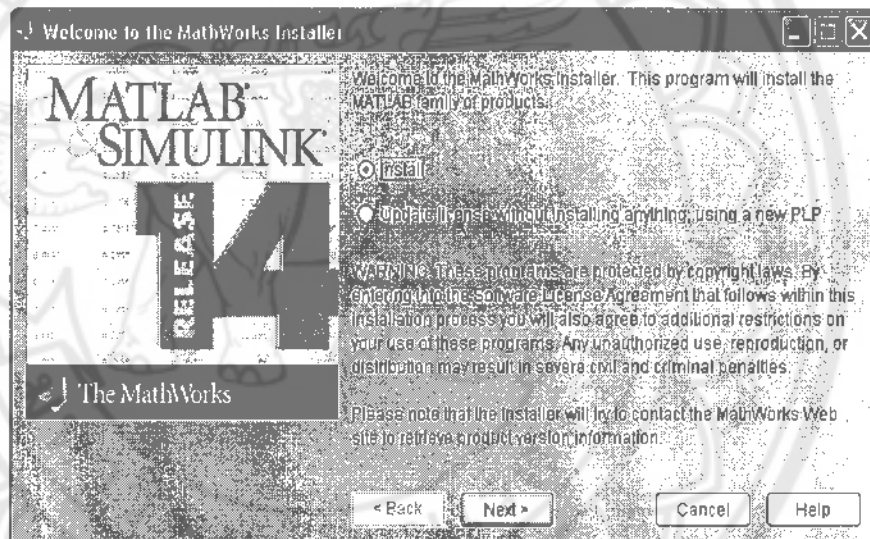 Welcome to the MathWorks Installer
MATLAB®
SIMULINK®
RELEASE
14
The MathWorks
Welcome to the MathWorks Installer. This program will install the
MATLAB family of products.
Install
Update license without installing anything, using a new PLP
WARNING: These programs are protected by copyright laws. By
entering into the Software License Agreement that follows within this
installation process you will also agree to additional restrictions on
your use of these programs. Any unauthorized use, reproduction, or
distribution may result in severe civil and criminal penalties.
Please note that the installer will try to contact the MathWorks Web
site to retrieve product version information.
< Back
Next >
Cancel
Help